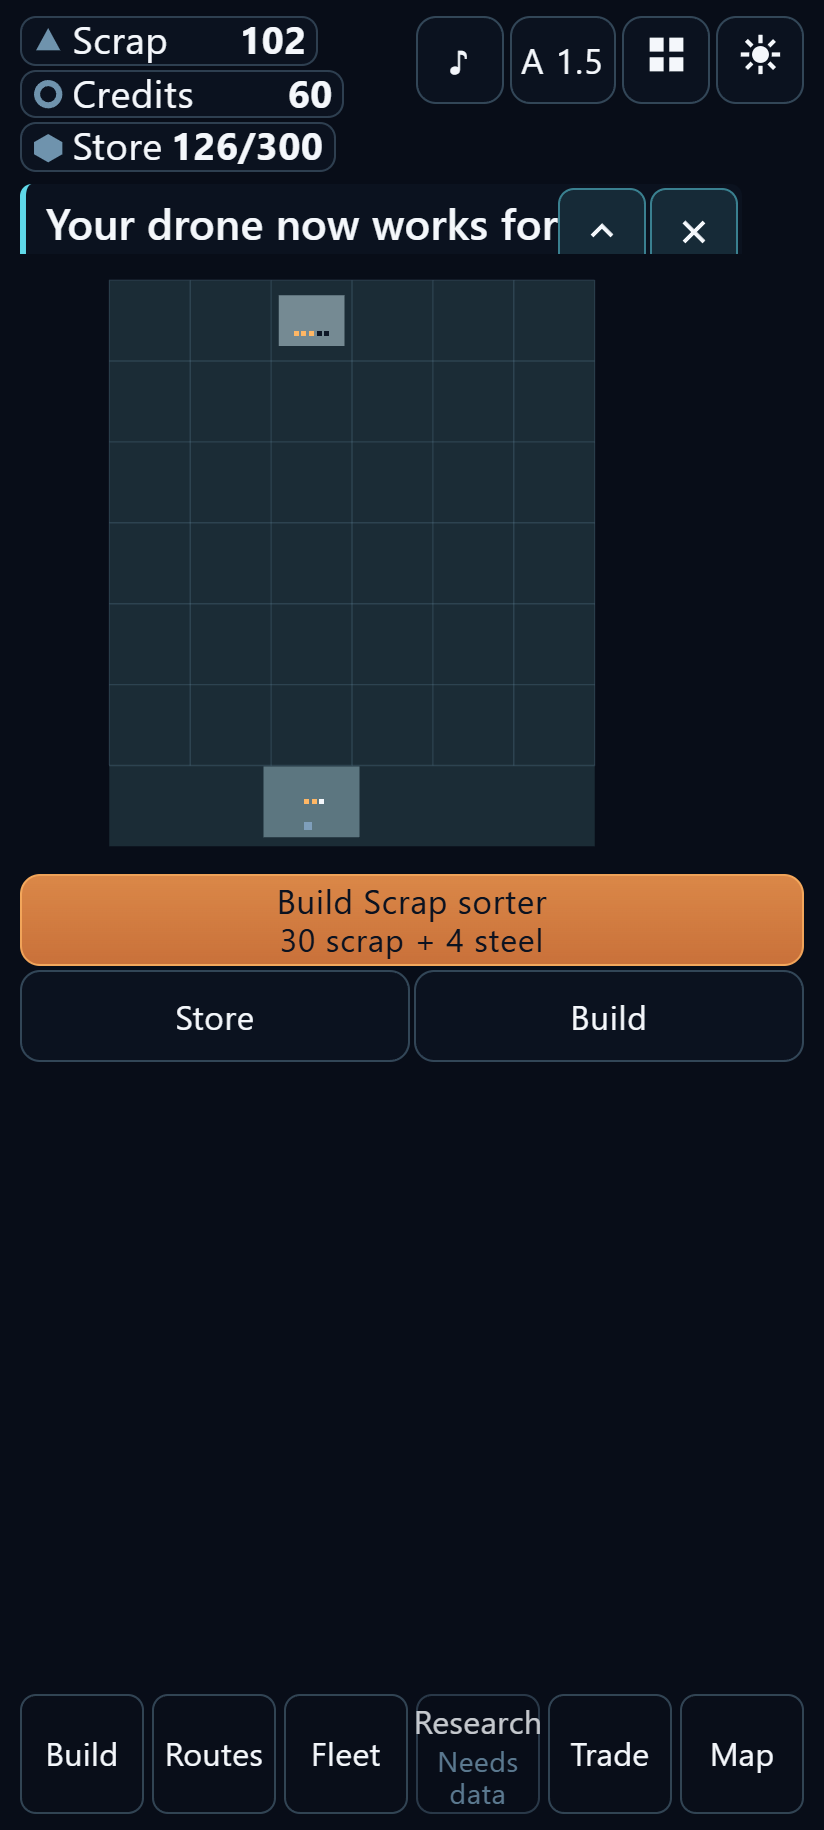 Scrap 102
Credits 60
Store 126/300
A 1.5
Your drone now works for
Build Scrap sorter
30 scrap + 4 steel
Store
Build
Build
Routes
Fleet
Research
Needs
data
Trade
Map